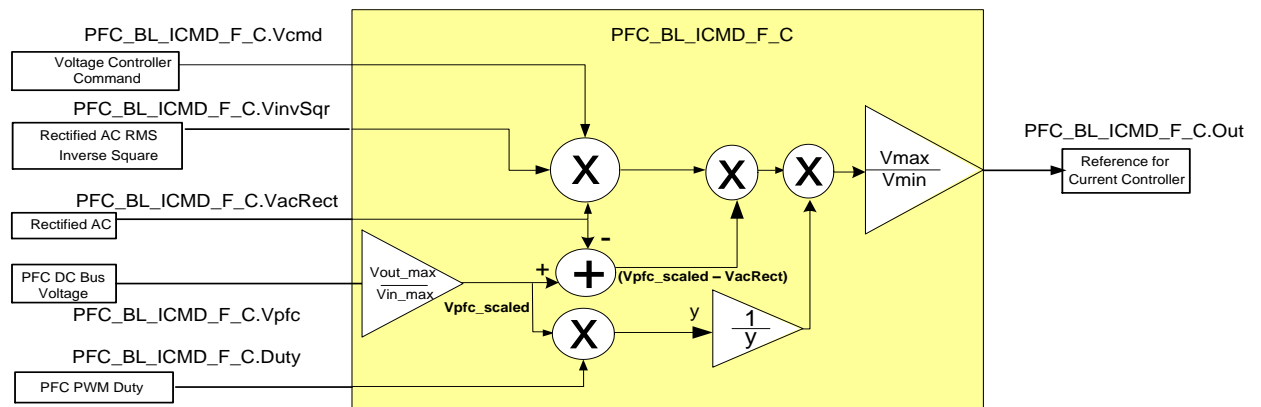 PFC_BL_ICMD_F_C.Vcmd
PFC_BL_ICMD_F_C
Voltage Controller
Command
PFC_BL_ICMD_F_C.VinvSqr
Rectified AC RMS
Inverse Square
X
X
X
Vmax
Vmin
PFC_BL_ICMD_F_C.Out
Reference for
Current Controller
PFC_BL_ICMD_F_C.VacRect
Rectified AC
-
+
+
(Vpfc_scaled – VacRect)
PFC DC Bus
Voltage
Vout_max
Vin_max
Vpfc_scaled
PFC_BL_ICMD_F_C.Vpfc
X
y
1
y
PFC_BL_ICMD_F_C.Duty
PFC PWM Duty